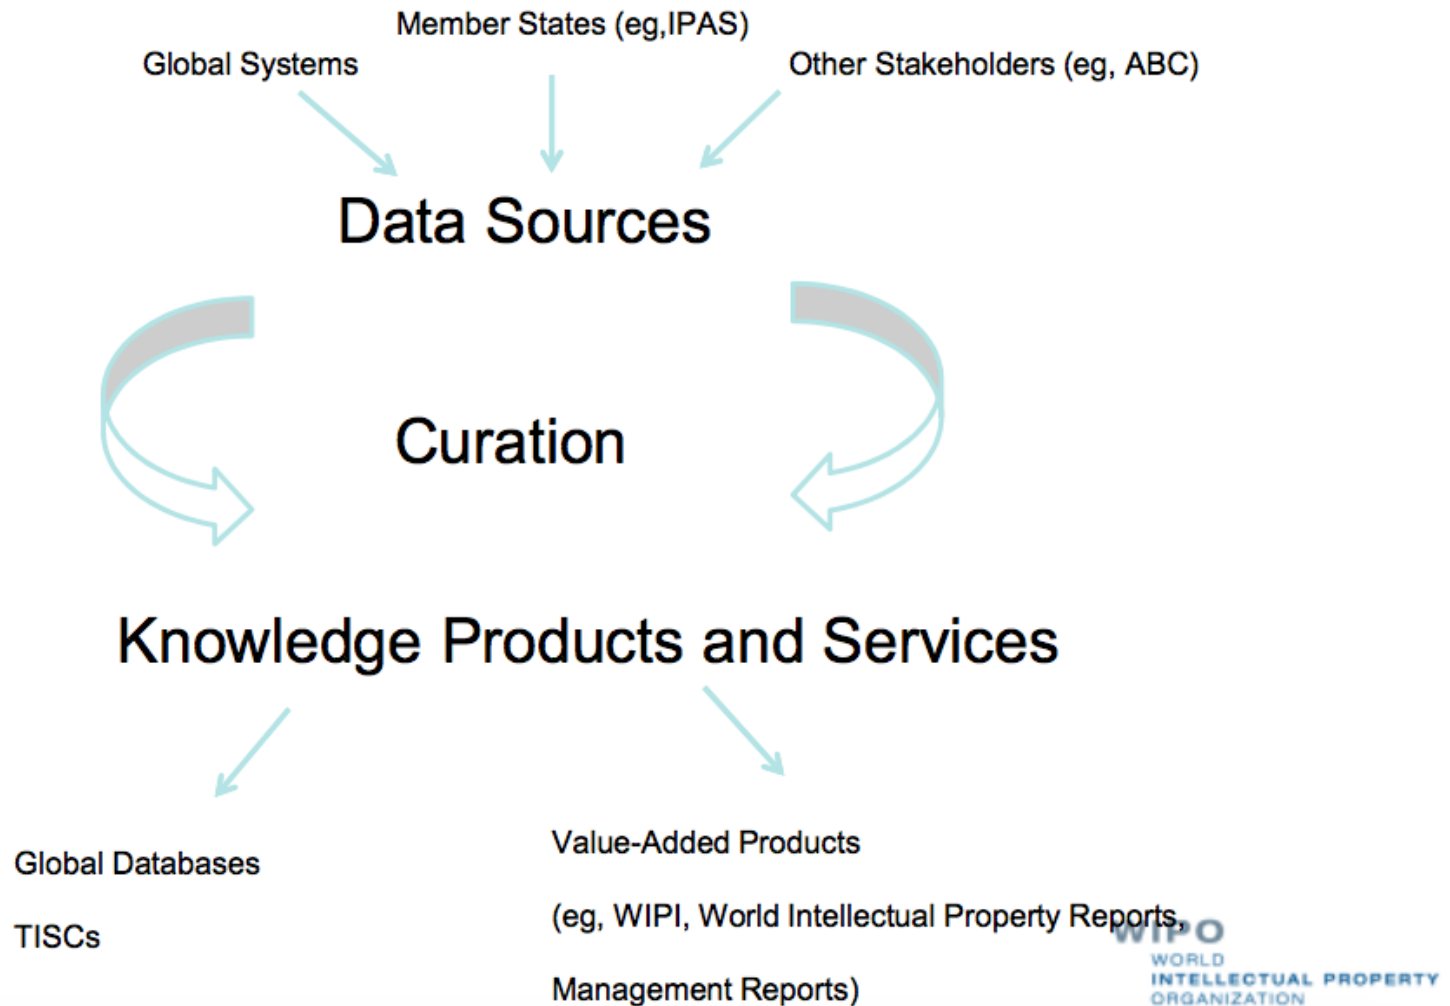 Member States (eg,IPAS)
Global Systems
Other Stakeholders (eg, ABC)
Data Sources
Curation
Knowledge Products and Services
Global Databases
TISCs
Value-Added Products
(eg, WIPI, World Intellectual Property Reports,
Management Reports)
WIPO
WORLD
INTELLECTUAL PROPERTY
ORGANIZATION